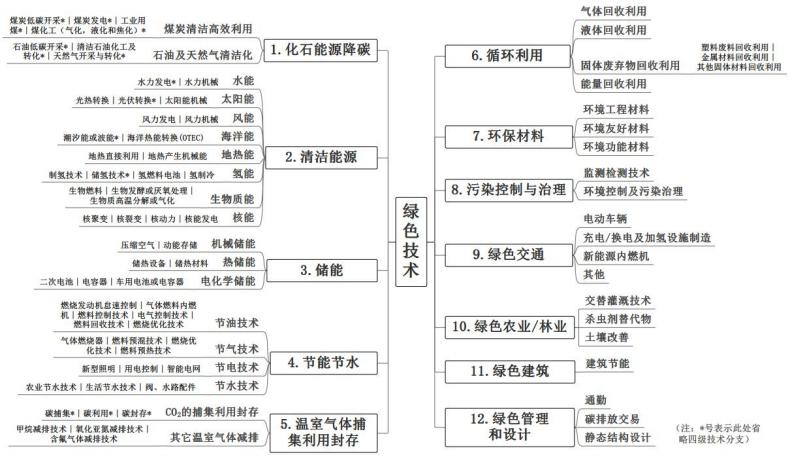 绿色技术
1.化石能源降碳
煤炭低碳开采*|煤炭发电*|工业用
煤*|煤化工（气化，液化和焦化）*
煤炭清洁高效利用
石油低碳开采*|清洁石油化工及
转化*|天然气开采与转化*
石油及天然气清洁化
2.清洁能源
水力发电*|水力机械
水能
光热转换|光伏转换*|太阳能机械
太阳能
风力发电|风力机械
风能
潮汐能或波能*|海洋热能转换(OTEC)
海洋能
地热直接利用|地热产生机械能
地热能
制氢技术|储氢技术*|氢燃料电池|氢制冷
氢能
生物燃料|生物发酵或厌氧处理|
生物质高温分解或气化
生物质能
核聚变|核裂变|核动力|核能发电
核能
3.储能
压缩空气|动能存储
机械储能
储热设备|储热材料
热储能
二次电池|电容器|车用电池或电容器
电化学储能
4.节能节水
燃烧发动机怠速控制|气体燃料内燃
机|燃料控制技术|电气控制技术|
燃料回收技术|燃烧优化技术
节油技术
气体燃烧器|燃料预混技术|燃烧优
化技术|燃料预热技术
节气技术
新型照明|用电控制|智能电网
节电技术
农业节水技术|生活节水技术|阀、水路配件
节水技术
5.温室气体捕
集利用封存
碳捕集*|碳利用*|碳封存*
CO₂的捕集利用封存
甲烷减排技术|氧化亚氮减排技术|
含氟气体减排技术
其它温室气体减排
6.循环利用
气体回收利用
液体回收利用
固体废弃物回收利用
塑料废料回收利用|
金属材料回收利用|
其他固体材料回收利用
能量回收利用
7.环保材料
环境工程材料
环境友好材料
环境功能材料
8.污染控制与治理
监测检测技术
环境控制及污染治理
9.绿色交通
电动车辆
充电/换电及加氢设施制造
新能源内燃机
其他
10.绿色农业/林业
交替灌溉技术
杀虫剂替代物
土壤改善
11.绿色建筑
建筑节能
12.绿色管理
和设计
通勤
碳排放交易
静态结构设计
（注：*号表示此处省
略四级技术分支）